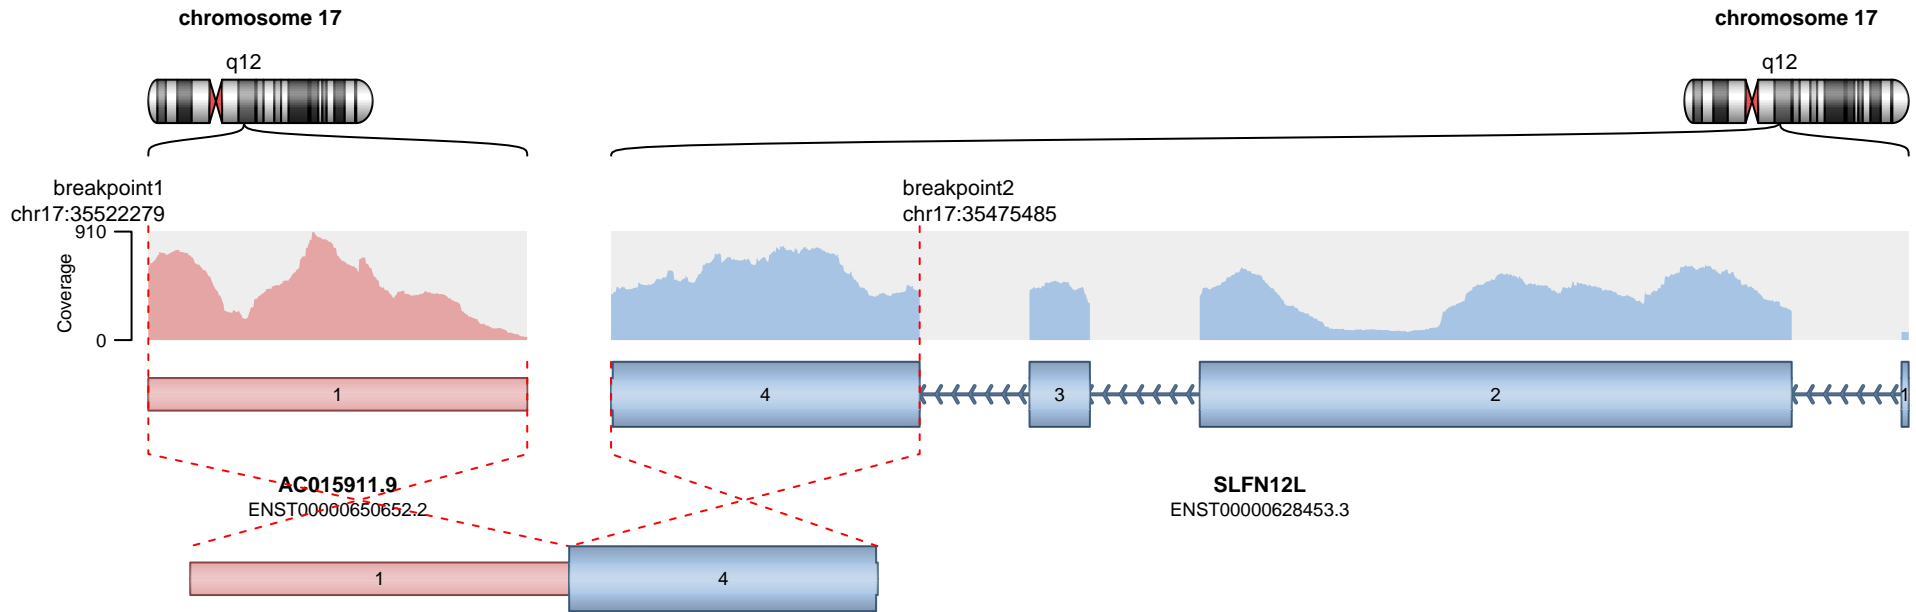 chromosome 17
chromosome 17
q12
q12
breakpoint1
chr17:35522279
breakpoint2
chr17:35475485
910
Coverage
0
1
4
3
2
1
AC015911.9
ENST00000650652.2
SLFN12L
ENST00000628453.3
1
4